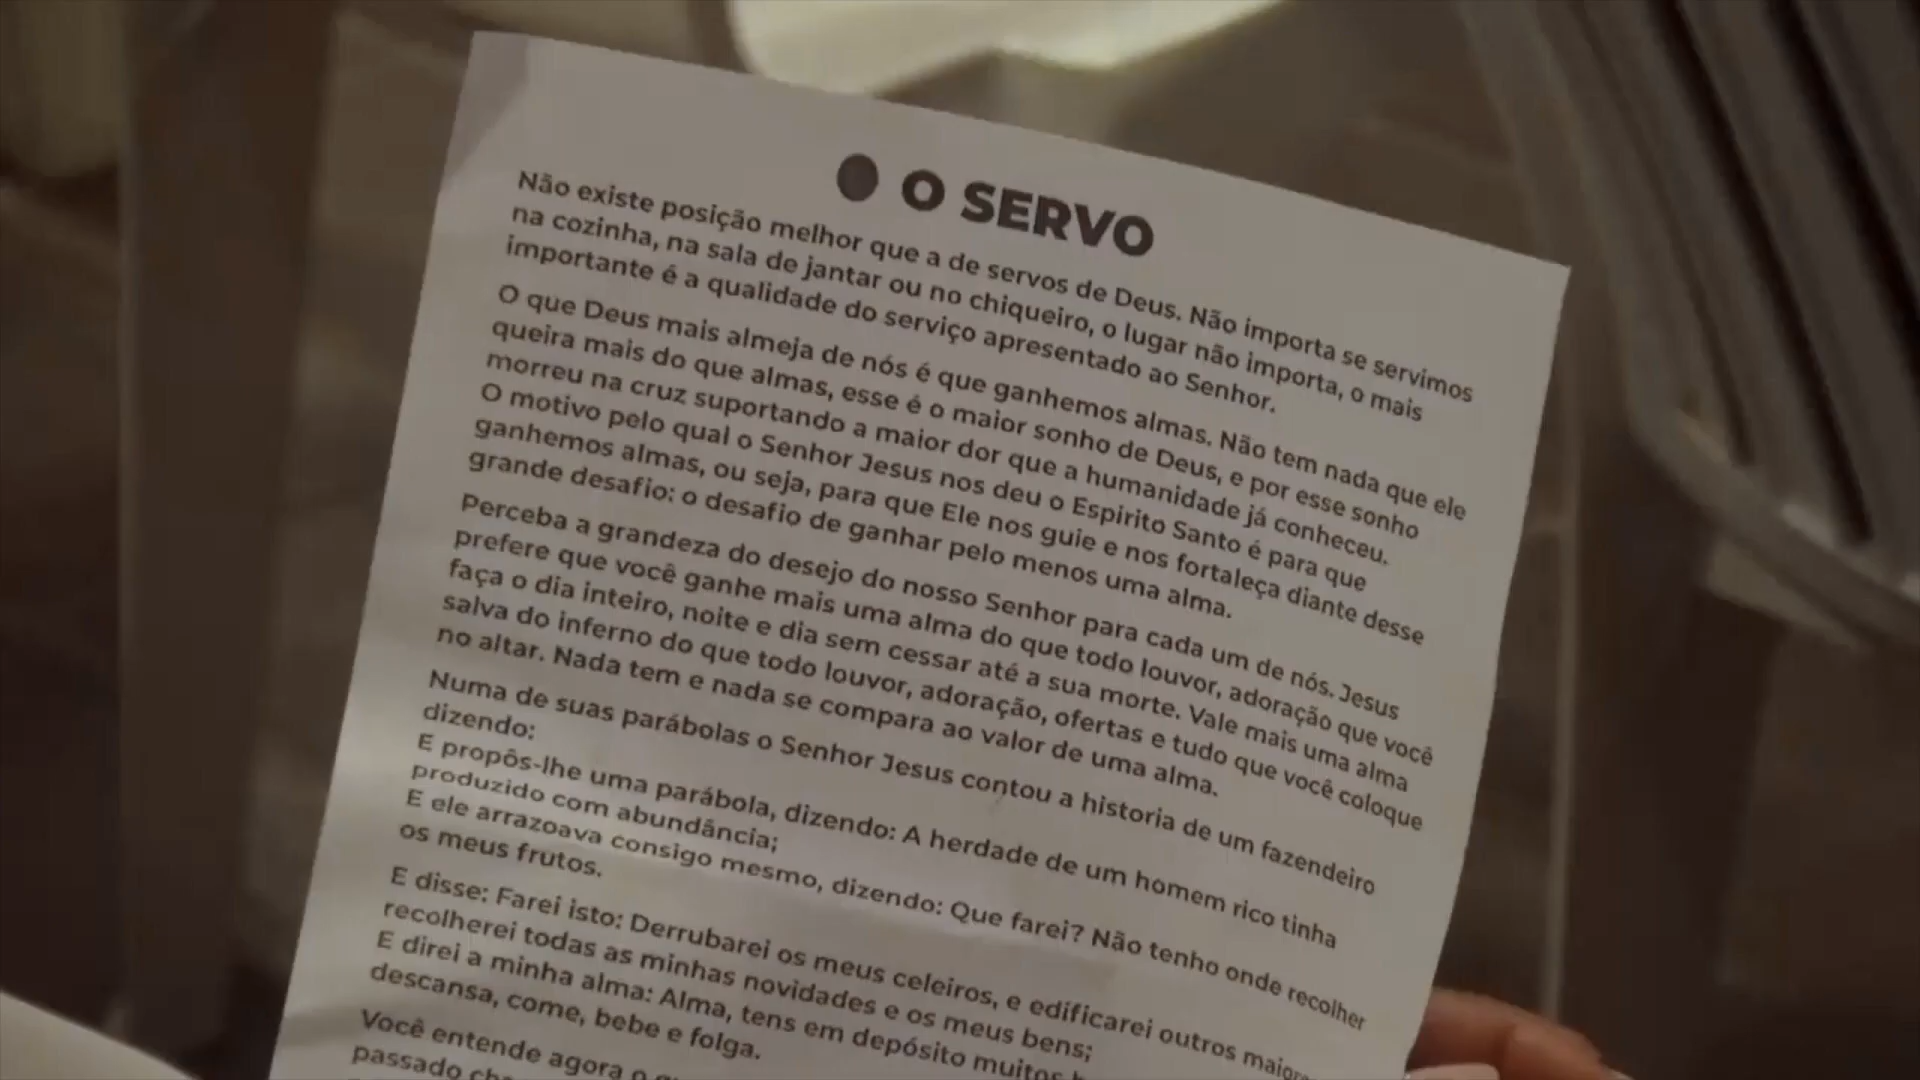 O SERVO
Não existe posição melhor que a de servos de Deus. Não importa se servimos
na cozinha, na sala de jantar ou no chiqueiro, o lugar não importa, o mais
importante é a qualidade do serviço apresentado ao Senhor.
O que Deus mais almeja de nós é que ganhemos almas. Não tem nada que ele
queira mais do que almas, esse é o maior sonho de Deus, e por esse sonho
morreu na cruz suportando a maior dor que a humanidade já conheceu.
O motivo pelo qual o Senhor Jesus nos deu o Espirito Santo é para que
ganhemos almas, ou seja, para que Ele nos guie e nos fortaleça diante desse
grande desafio: o desafio de ganhar pelo menos uma alma.
Perceba a grandeza do desejo do nosso Senhor para cada um de nós. Jesus
prefere que você ganhe mais uma alma do que todo louvor, adoração que você
faça o dia inteiro, noite e dia sem cessar até a sua morte. Vale mais uma alma
salva do inferno do que todo louvor, adoração, ofertas e tudo que você coloque
no altar. Nada tem e nada se compara ao valor de uma alma.
Numa de suas parábolas o Senhor Jesus contou a historia de um fazendeiro
dizendo:
E propôs-lhe uma parábola, dizendo: A herdade de um homem rico tinha
produzido com abundância;
E ele arrazoava consigo mesmo, dizendo: Que farei? Não tenho onde recolher
os meus frutos.
E disse: Farei isto: Derrubarei os meus celeiros, e edificarei outros
recolherei todas as minhas novidades e os meus bens;
E direi a minha alma: Alma, tens em depósito muitos
descansa, come, bebe e folga.
Você entende agora o
passado